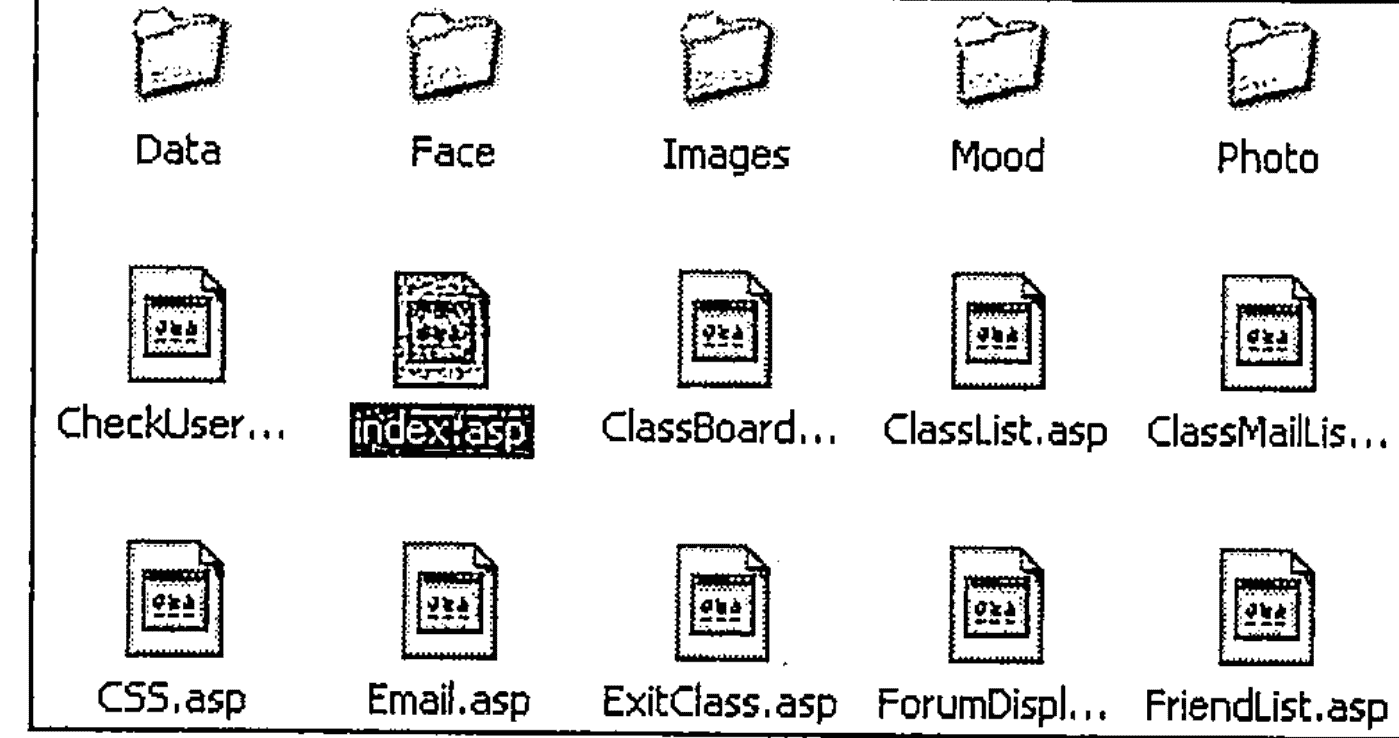 Data Face Images Mood Photo
CheckUser... index.asp ClassBoard... ClassList.asp ClassMailLis...
CSS.asp Email.asp ExitClass.asp ForumDispl... FriendList.asp